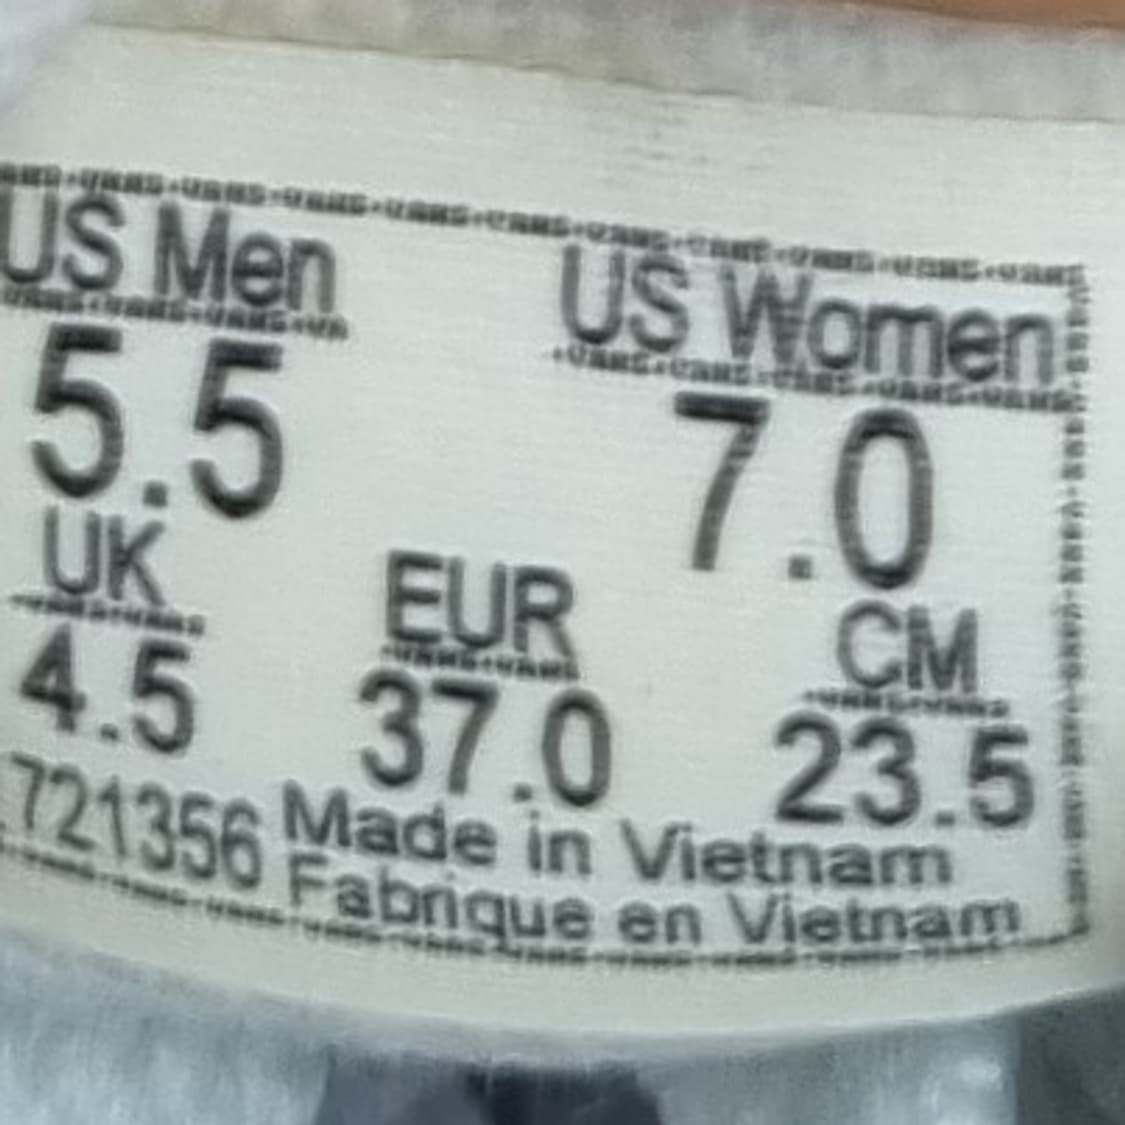 US Men US Women
5.5 7.0
UK EUR CM
4.5 37.0 23.5
721356 Made in Vietnam
Fabrique en Vietnam